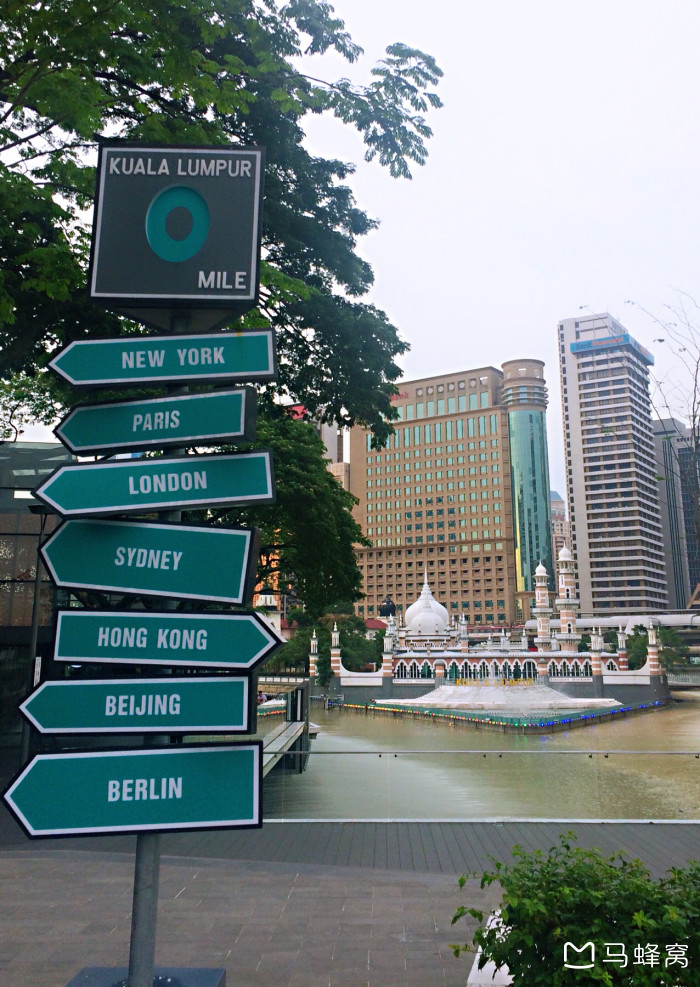 KUALA LUMPUR
0
MILE
NEW YORK
PARIS
LONDON
SYDNEY
HONG KONG
BEIJING
BERLIN
马蜂窝